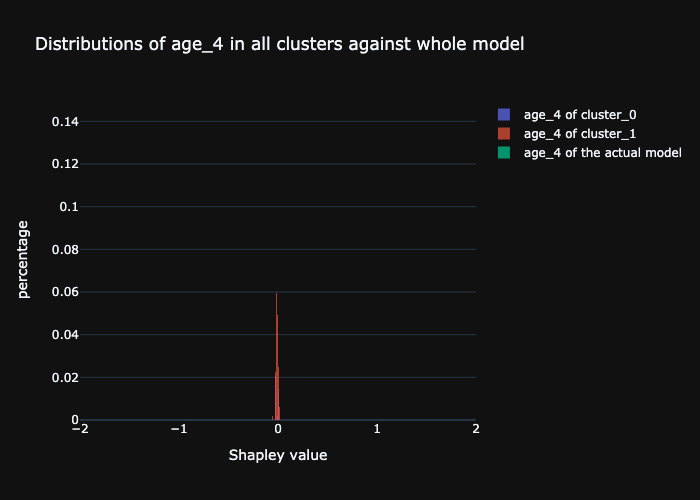 Distributions of age_4 in all clusters against whole model
age_4 of cluster_0
age_4 of cluster_1
age_4 of the actual model
percentage
0.14
0.12
0.1
0.08
0.06
0.04
0.02
0
−2
−1
0
1
2
Shapley value